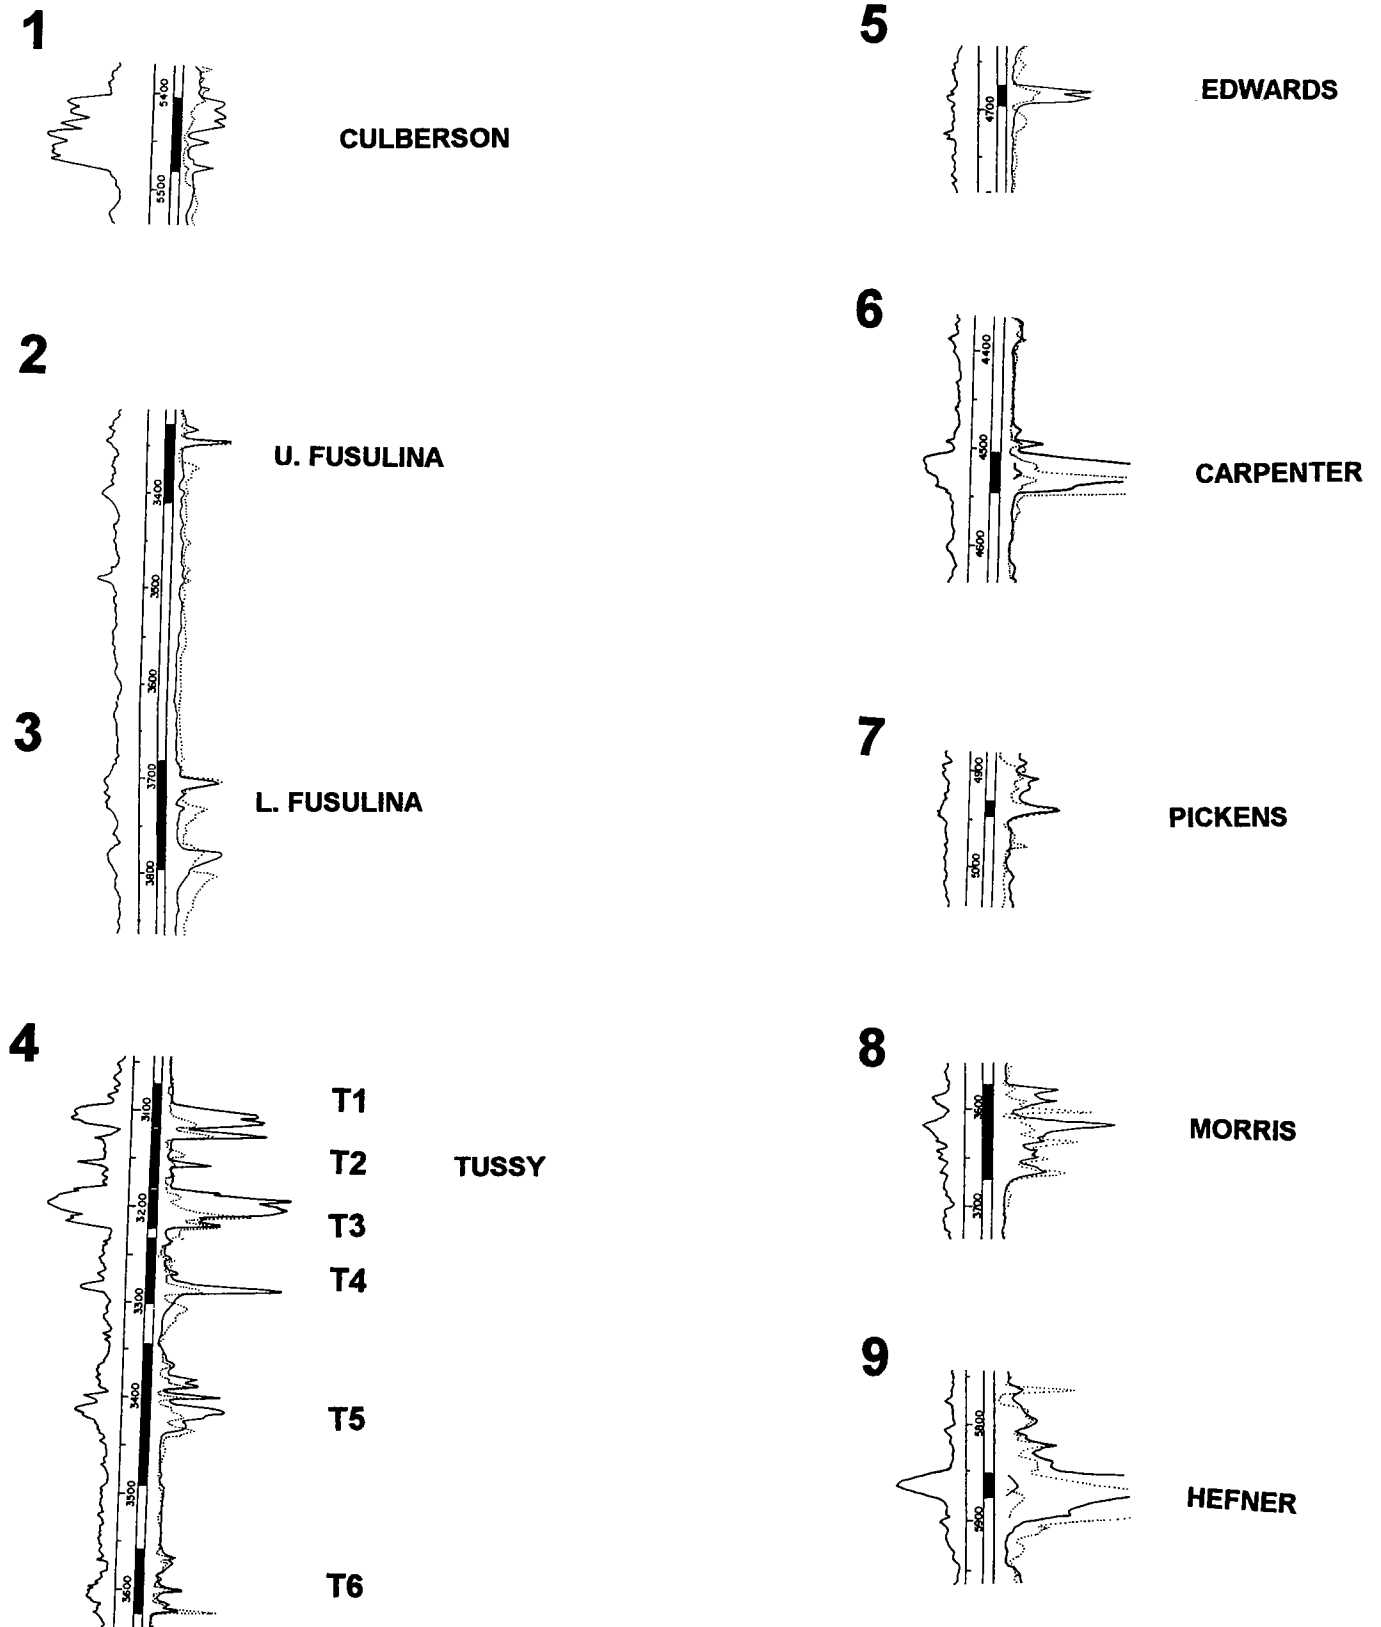 1
5400
CULBERSON
5500
2
U. FUSULINA
3400
3500
3600
3
3700
L. FUSULINA
3800
4
T1
3100
T2
TUSSY
3200
T3
T4
3300
3400
T5
3500
T6
3600
5
EDWARDS
4700
6
4400
4500
CARPENTER
4600
7
4900
PICKENS
5000
8
3600
MORRIS
3700
9
5800
HEFNER
5900